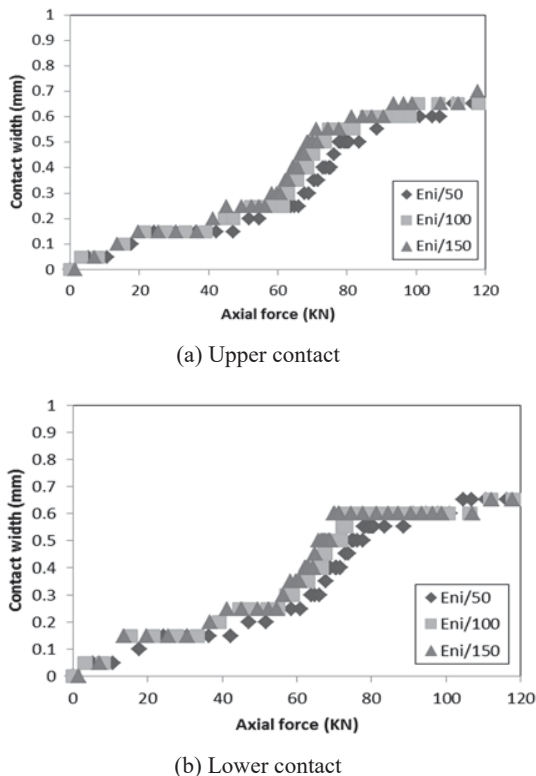 1
0.9
0.8
0.7
0.6
0.5
0.4
0.3
0.2
0.1
0
Contact width (mm)
Eni/50
Eni/100
Eni/150
0 20 40 60 80 100 120
Axial force (KN)
(a) Upper contact
1
0.9
0.8
0.7
0.6
0.5
0.4
0.3
0.2
0.1
0
Contact width (mm)
Eni/50
Eni/100
Eni/150
0 20 40 60 80 100 120
Axial force (KN)
(b) Lower contact